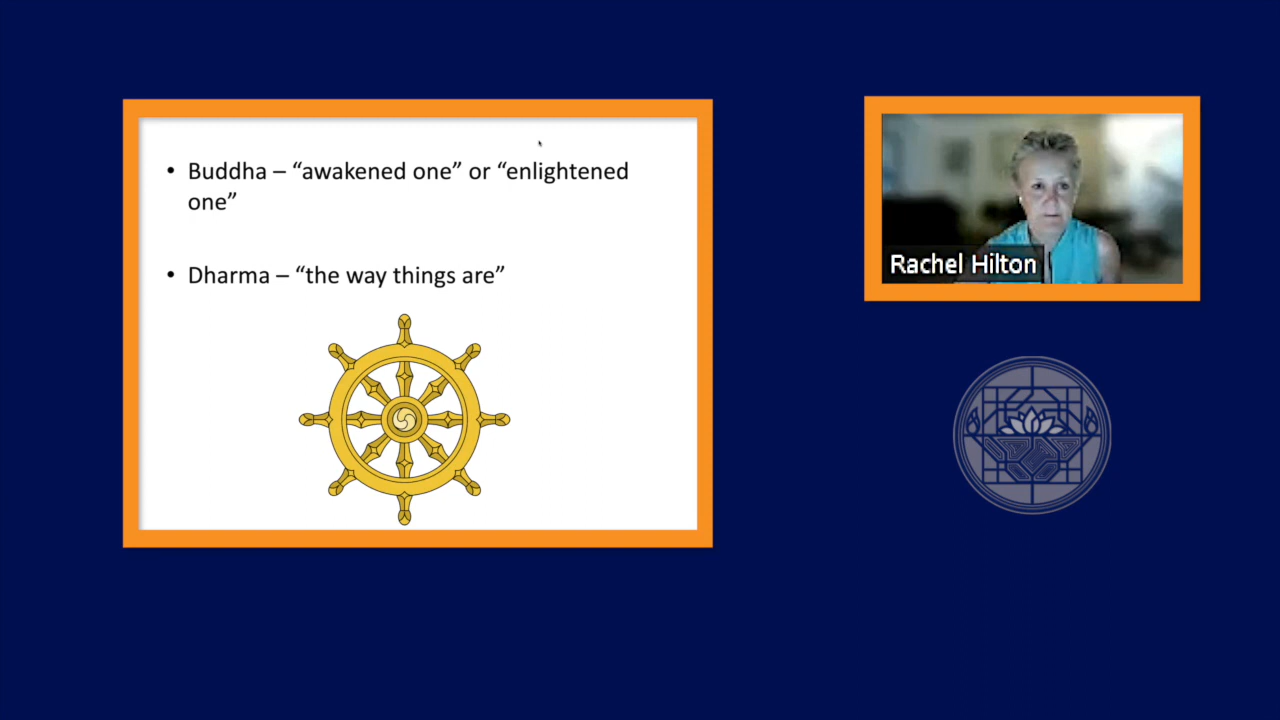 • Buddha – “awakened one” or “enlightened
one”
• Dharma – “the way things are”
Rachel Hilton